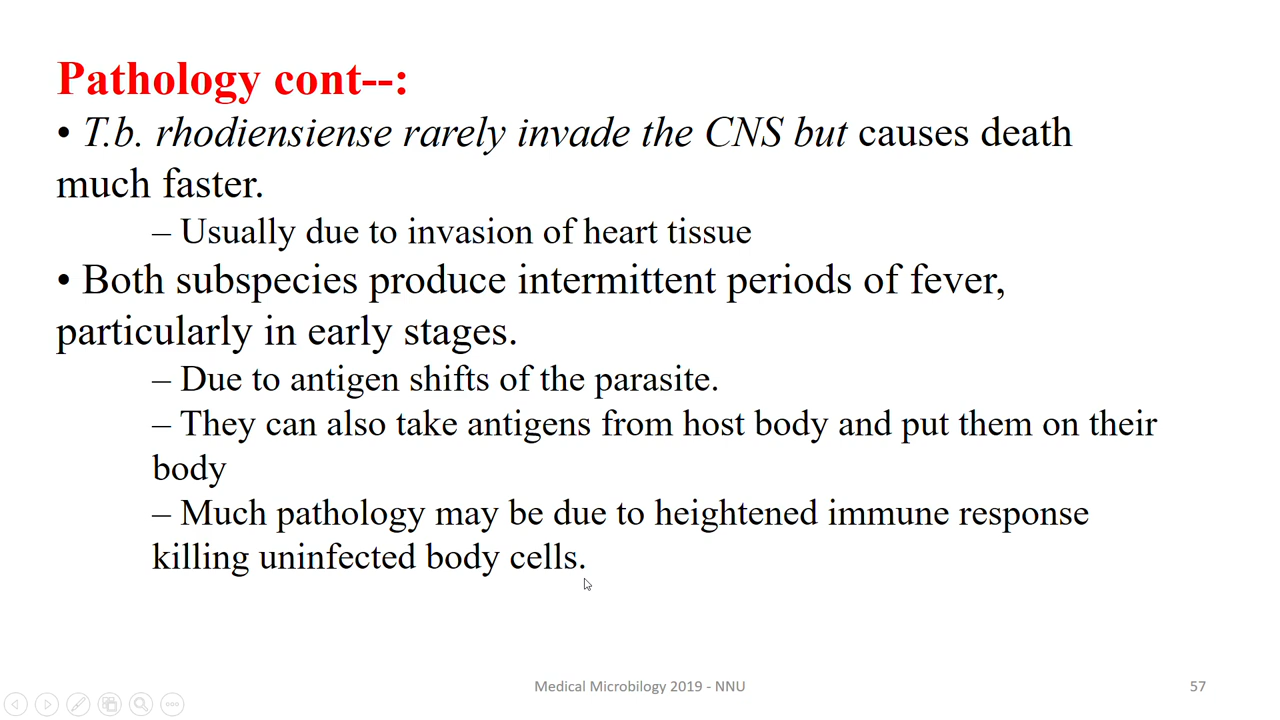 Pathology cont--:
• T.b. rhodiensiense rarely invade the CNS but causes death
much faster.
– Usually due to invasion of heart tissue
• Both subspecies produce intermittent periods of fever,
particularly in early stages.
– Due to antigen shifts of the parasite.
– They can also take antigens from host body and put them on their
body
– Much pathology may be due to heightened immune response
killing uninfected body cells.
Medical Microbilogy 2019 - NNU
57